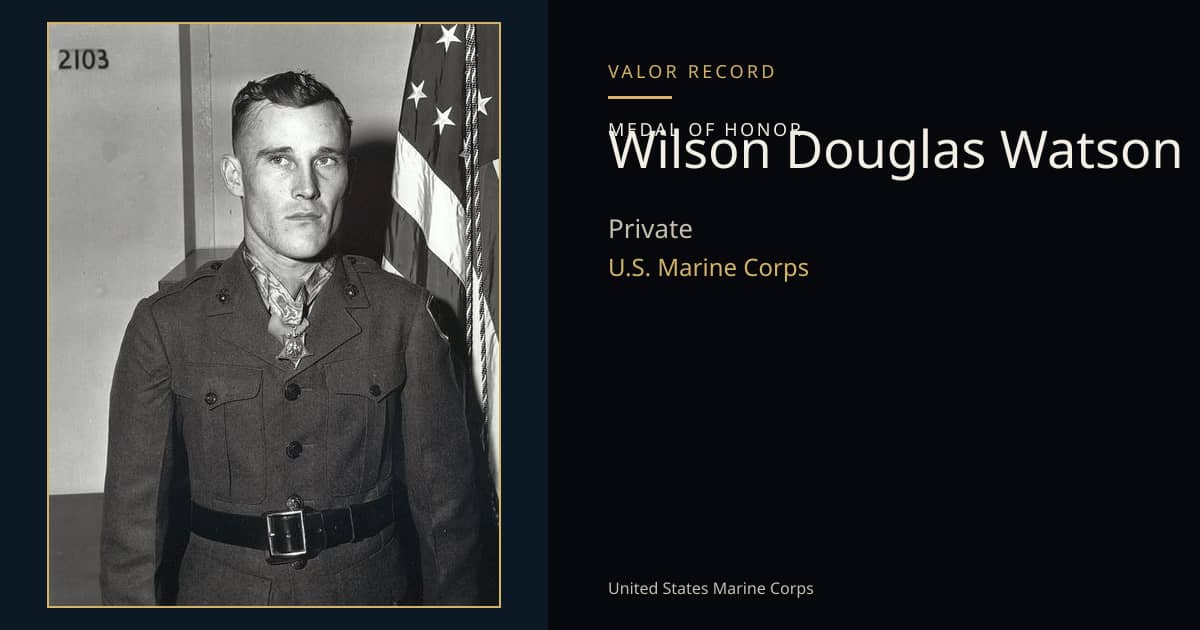 2103
VALOR RECORD
MEDAL OF HONOR
Wilson Douglas Watson
Private
U.S. Marine Corps
United States Marine Corps